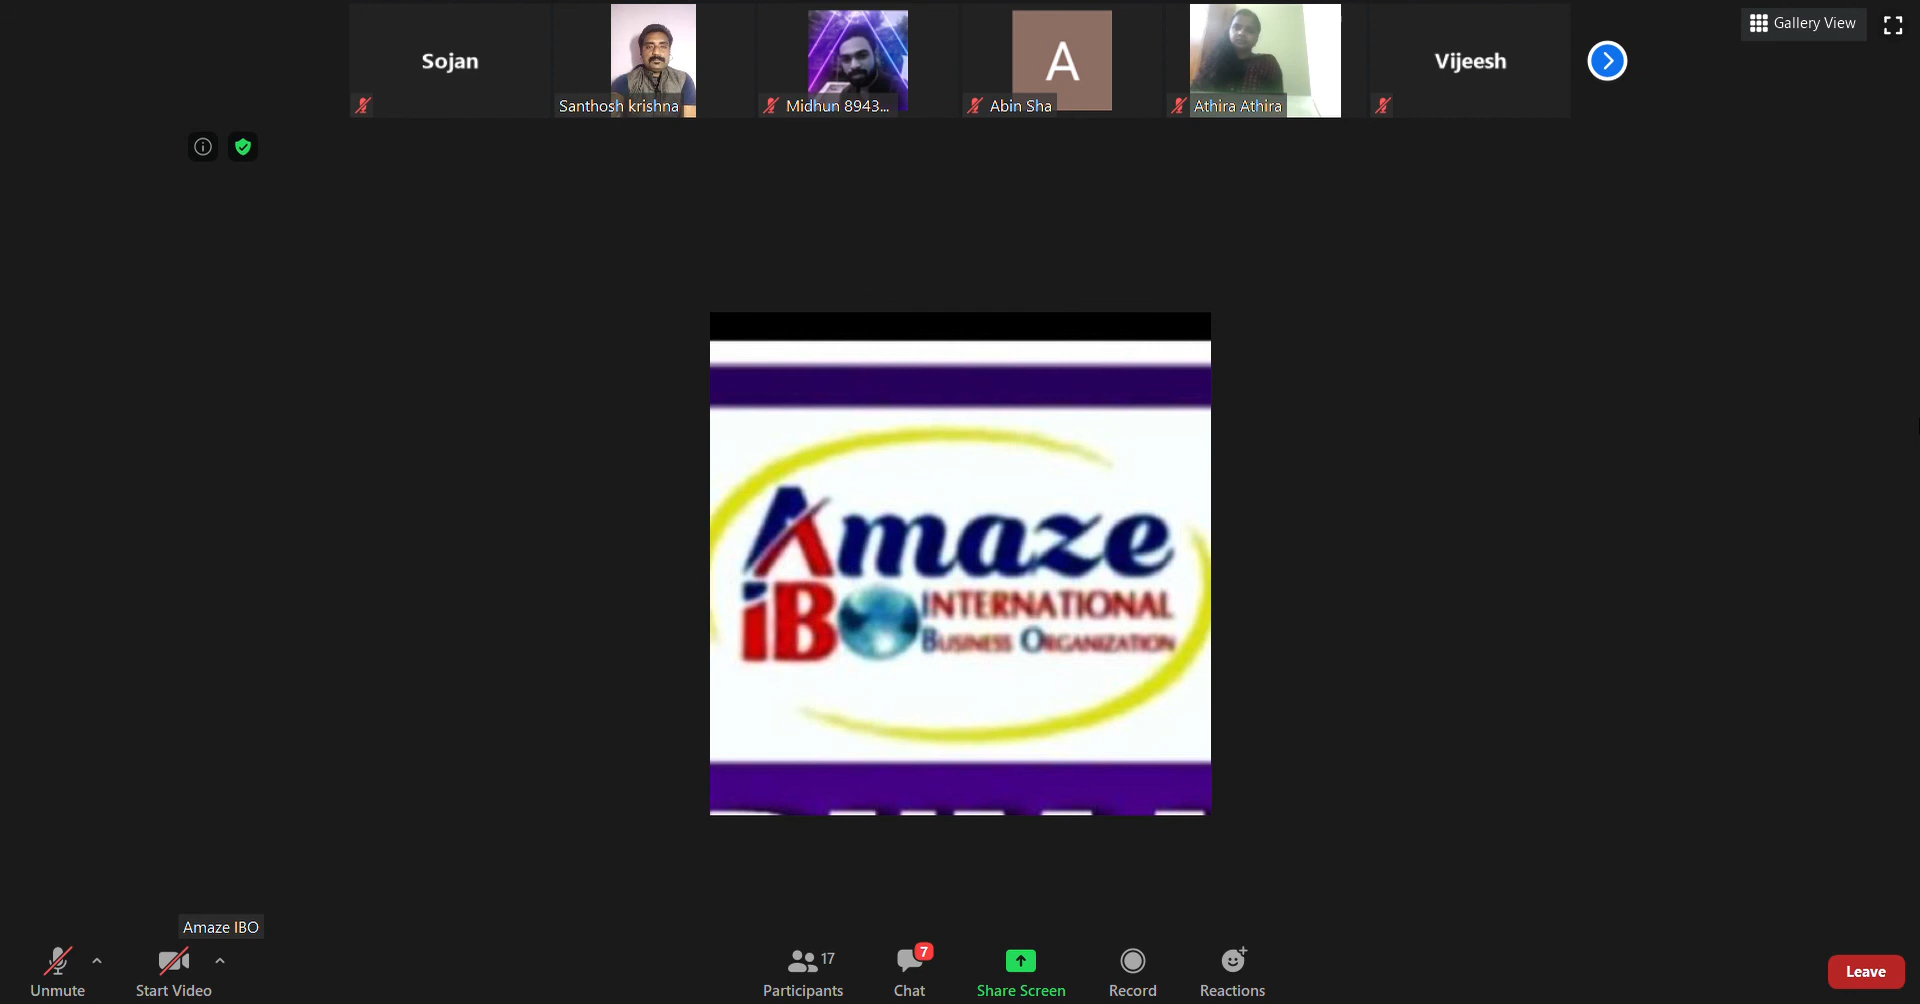 Sojan
Santhosh krishna
Midhun 8943...
A
Abin Sha
Athira Athira
Vijeesh
Gallery View
Amaze
iBO INTERNATIONAL
BUSINESS ORGANIZATION
Amaze IBO
Unmute
Start Video
17
Participants
7
Chat
Share Screen
Record
Reactions
Leave